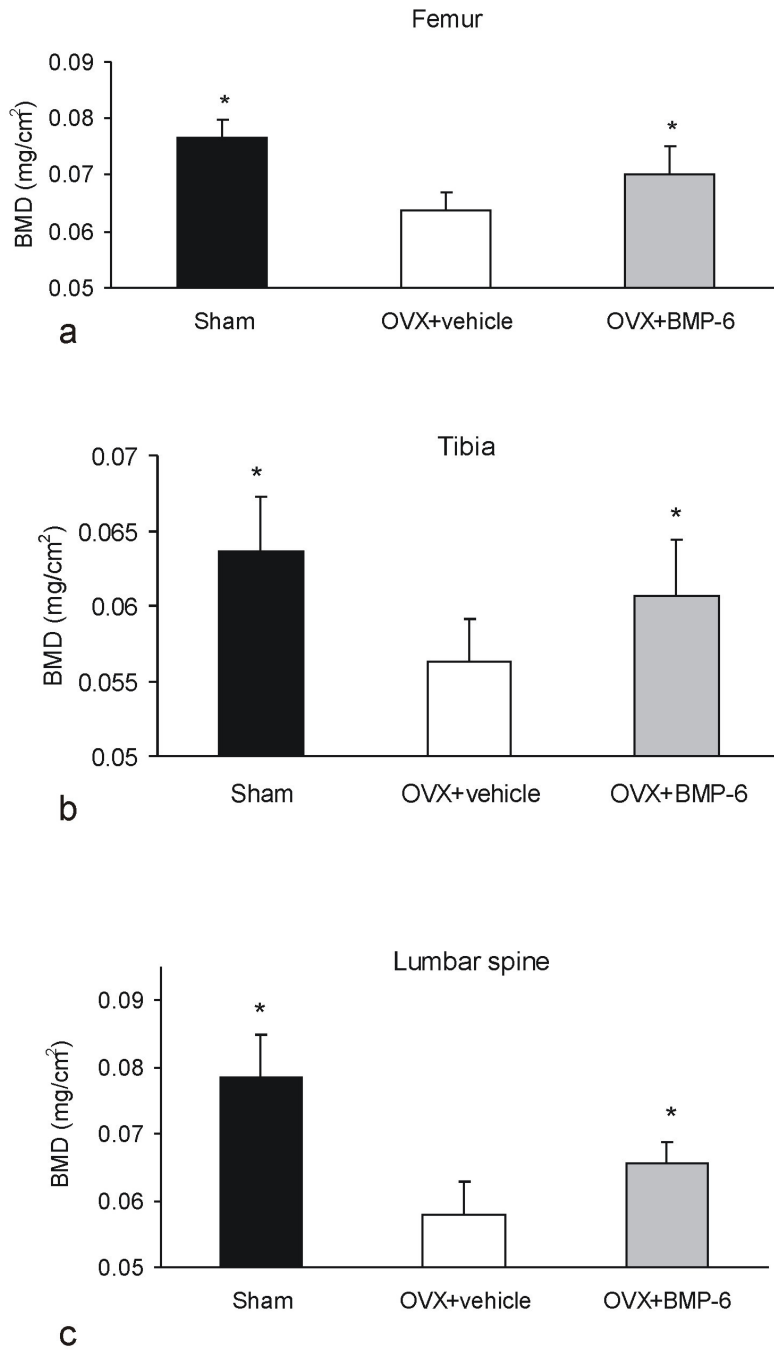 Femur
BMD (mg/cm²)
0.09
*
*
0.08
0.07
0.06
0.05
Sham OVX+vehicle OVX+BMP-6
a
Tibia
BMD (mg/cm²)
0.07
*
*
0.065
0.06
0.055
0.05
Sham OVX+vehicle OVX+BMP-6
b
Lumbar spine
BMD (mg/cm²)
0.09
*
0.08
*
0.07
0.06
0.05
Sham OVX+vehicle OVX+BMP-6
c